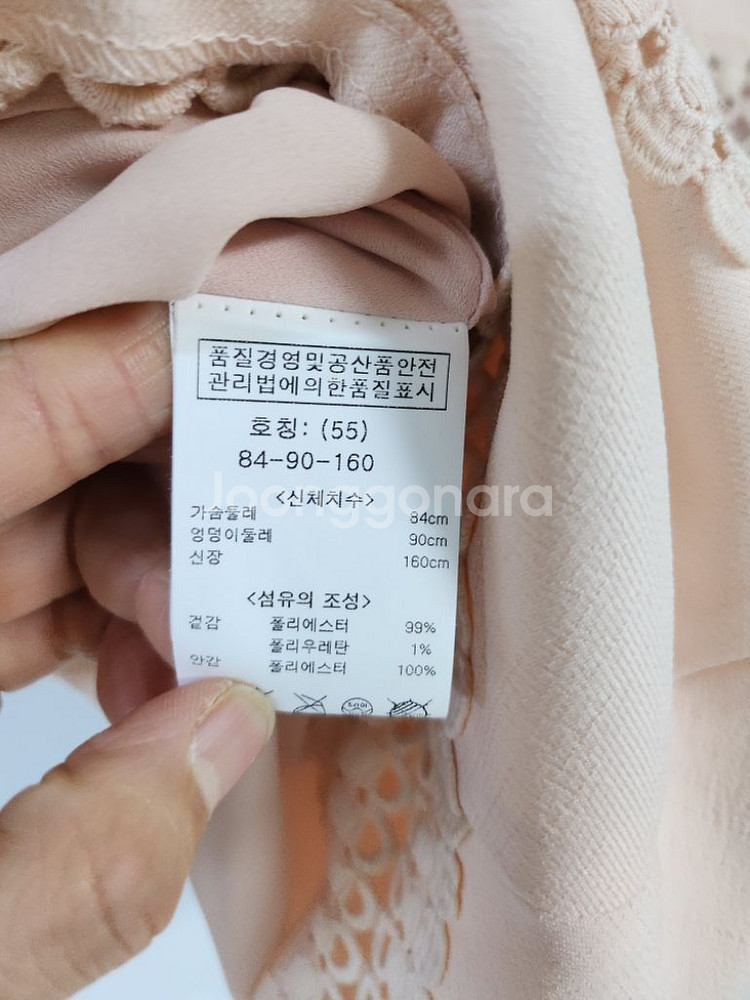 품질경영및공산품안전
관리법에의한품질표시
호칭: (55)
84-90-160
<신체치수>
가슴둘레 84cm
엉덩이둘레 90cm
신장 160cm
<섬유의 조성>
겉감 폴리에스터 99%
폴리우레탄 1%
안감 폴리에스터 100%
Joonggonara